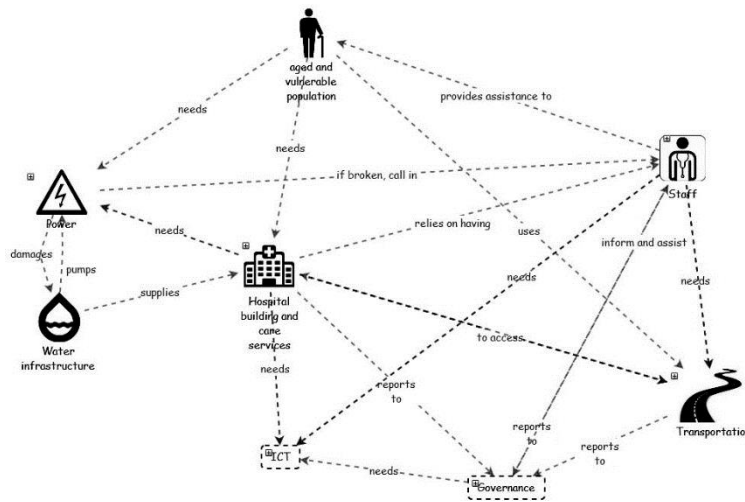 aged and
vulnerable
population
needs
provides assistance to
needs
Staff
if broken, call in
Power
needs
relies on having
uses
inform and assist
damages
pumps
needs
needs
supplies
Hospital
building and
care
services
Water
infrastructure
to access
needs
reports
to
Transportatio
ICT
reports
to
reports
to
needs
Governance